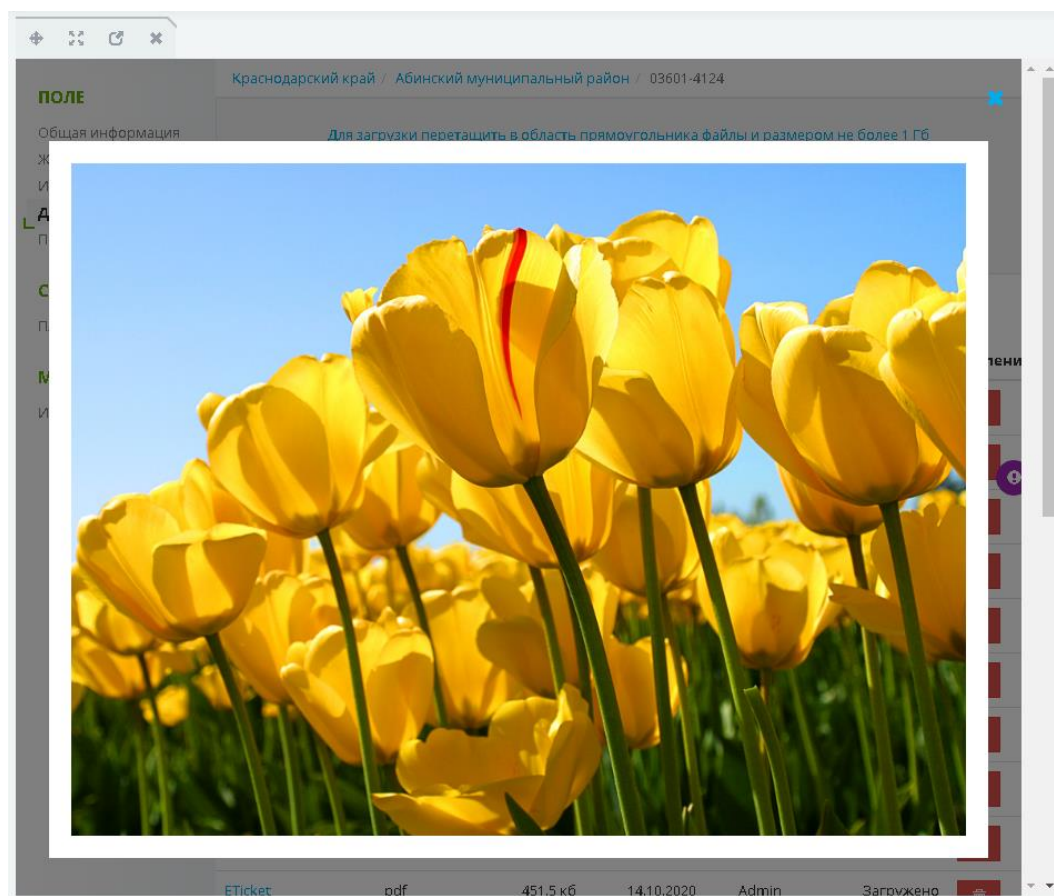 Краснодарский край / Абинский муниципальный район / 03601-4124
ПОЛЕ
Общая информация
Для загрузки перетащить в область прямоугольника файлы и размером не более 1 Гб
ETicket pdf 451.5 кб 14.10.2020 Admin Загружено